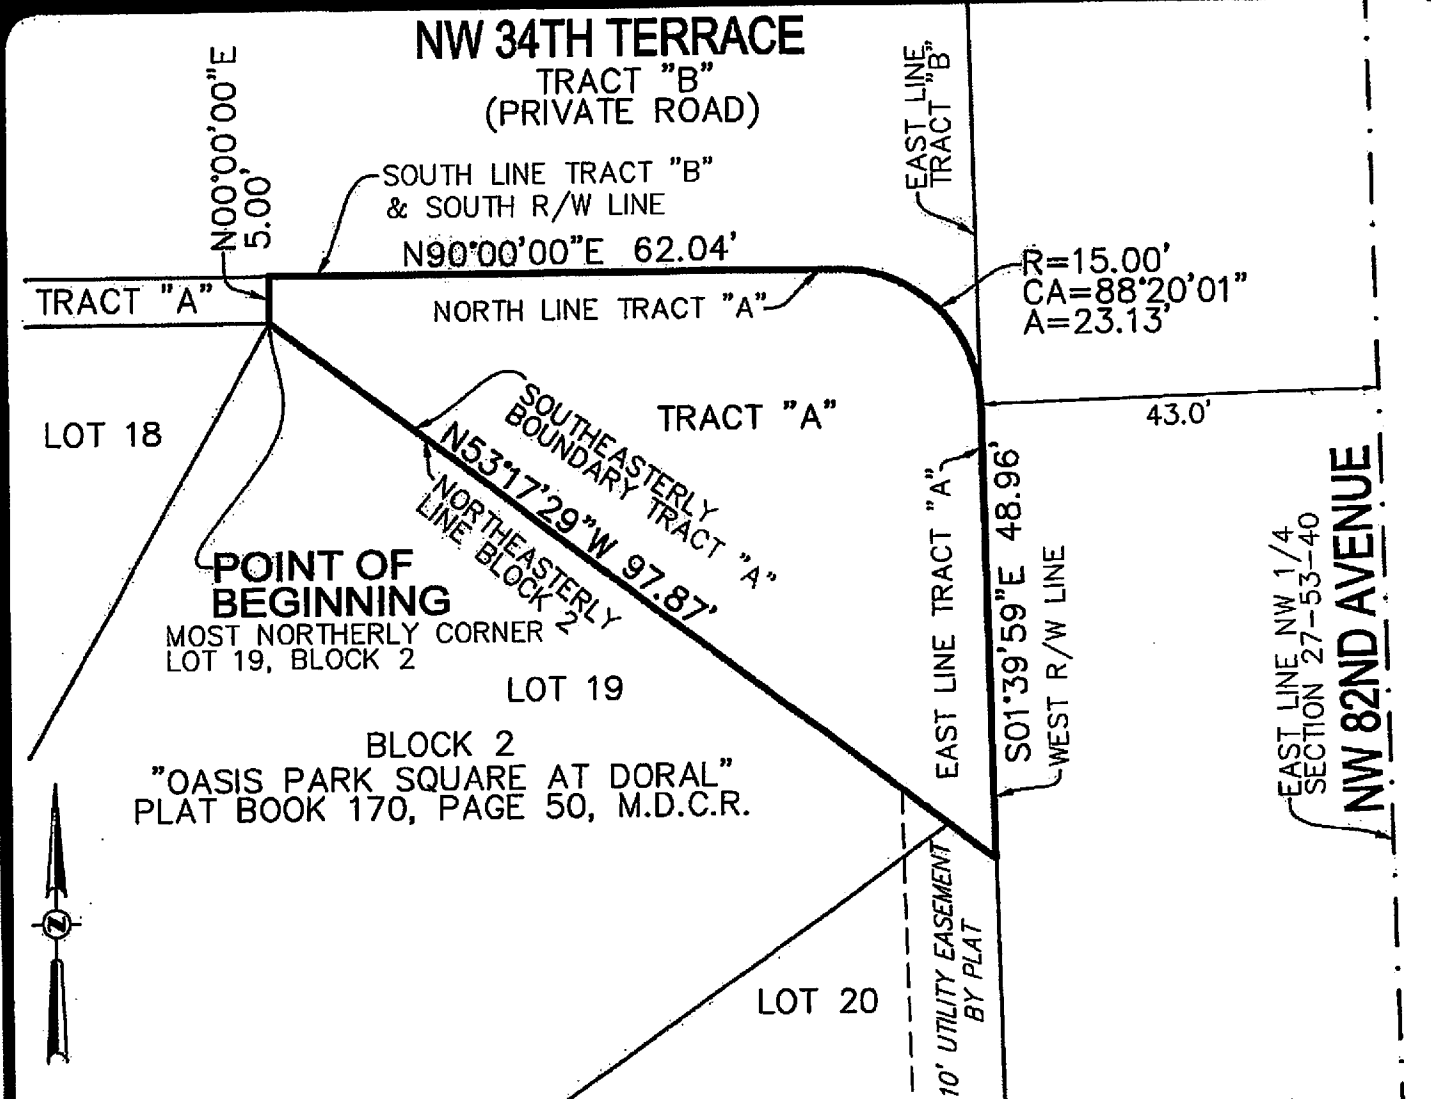 NW 34TH TERRACE
TRACT "B"
(PRIVATE ROAD)
N00°00'00"E
5.00'
SOUTH LINE TRACT "B"
& SOUTH R/W LINE
EAST LINE
TRACT "B"
N90°00'00"E 62.04'
R=15.00'
CA=88°20'01"
A=23.13'
TRACT "A"
NORTH LINE TRACT "A"
43.0'
LOT 18
TRACT "A"
SOUTHEASTERLY
BOUNDARY TRACT "A"
N53°17'29"W 97.87'
NORTHEASTERLY
LINE BLOCK 2
POINT OF
BEGINNING
MOST NORTHERLY CORNER
LOT 19, BLOCK 2
EAST LINE TRACT "A"
S01°39'59"E 48.96'
WEST R/W LINE
EAST LINE NW 1/4
SECTION 27-53-40
NW 82ND AVENUE
LOT 19
BLOCK 2
"OASIS PARK SQUARE AT DORAL"
PLAT BOOK 170, PAGE 50, M.D.C.R.
Z
LOT 20
10' UTILITY EASEMENT
BY PLAT